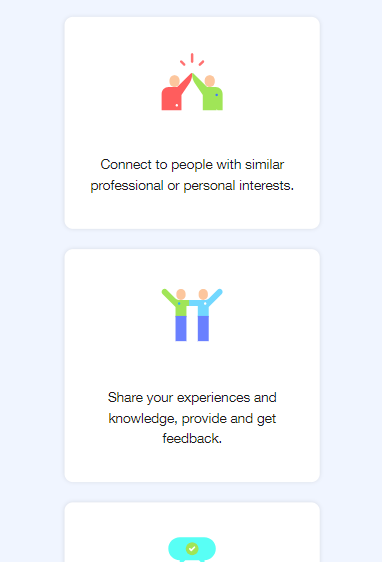 Connect to people with similar
professional or personal interests.
Share your experiences and
knowledge, provide and get
feedback.